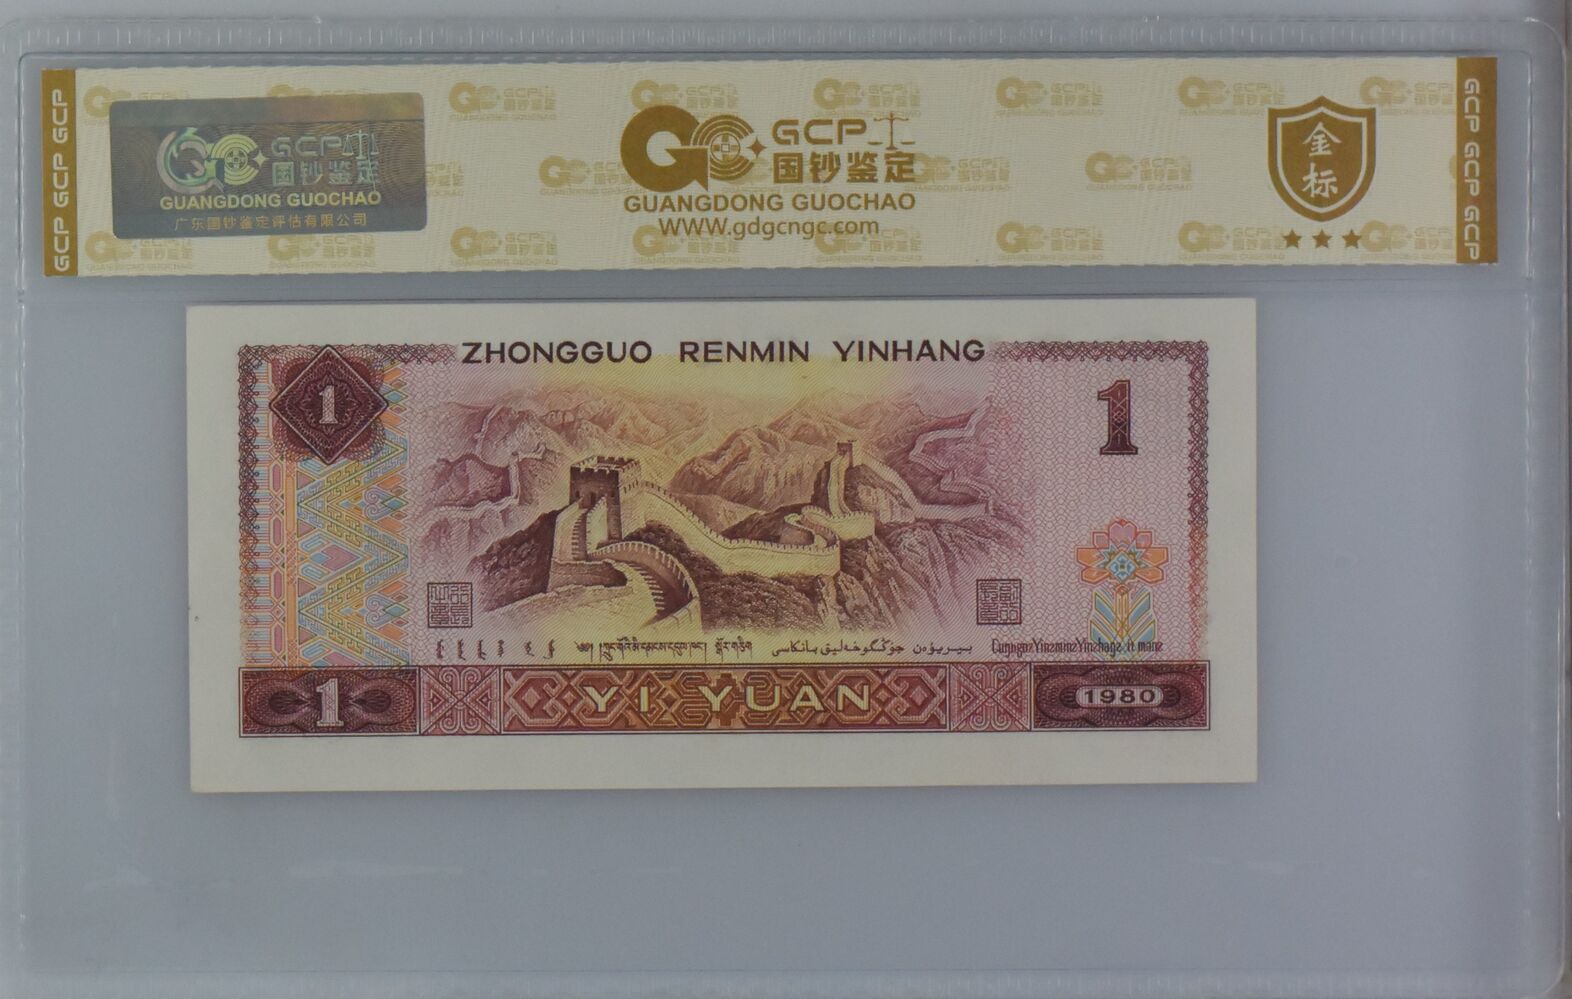 GCP GCP GCP
GCP
国钞鉴定
GUANGDONG GUOCHAO
广东国钞鉴定评估有限公司
GCP
国钞鉴定
GUANGDONG GUOCHAO
WWW.gdgcngc.com
金标
GCP GCP GCP
ZHONGGUO RENMIN YINHANG
1
1
1
YI YUAN
1980